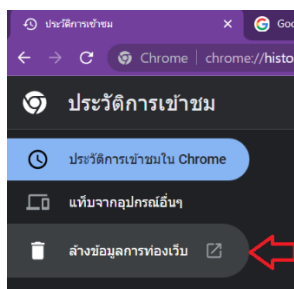 ประวัติการเข้าชม
Goo
Chrome | chrome://histo
ประวัติการเข้าชม
ประวัติการเข้าชมใน Chrome
แท็บจากอุปกรณ์อื่นๆ
ล้างข้อมูลการท่องเว็บ